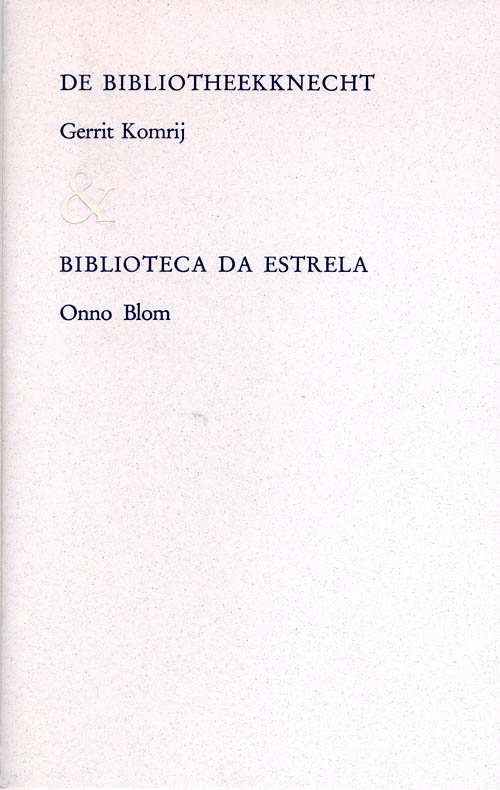 DE BIBLIOTHEEKKNECHT
Gerrit Komrij
&
BIBLIOTECA DA ESTRELA
Onno Blom